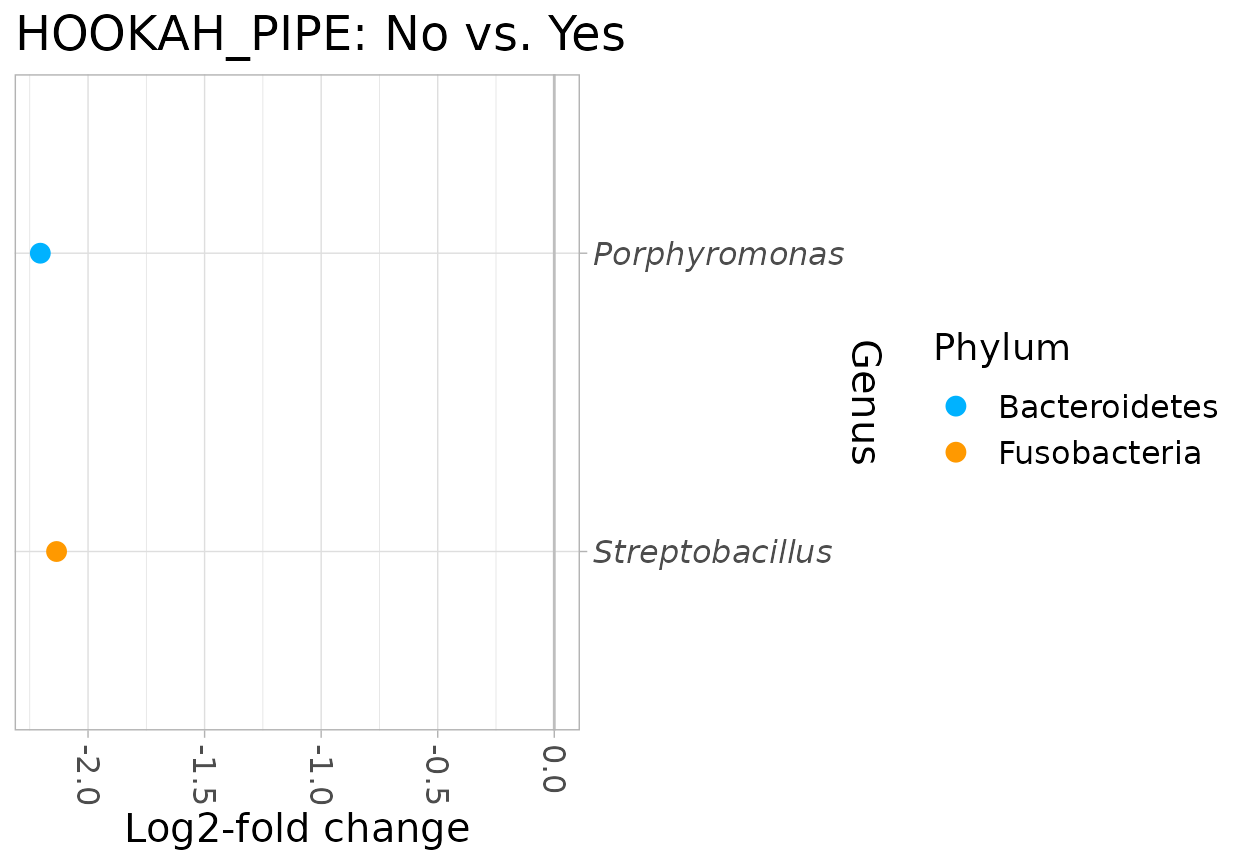 HOOKAH_PIPE: No vs. Yes
Porphyromonas
Streptobacillus
Genus
Phylum
Bacteroidetes
Fusobacteria
-2.0
-1.5
-1.0
-0.5
0.0
Log2-fold change